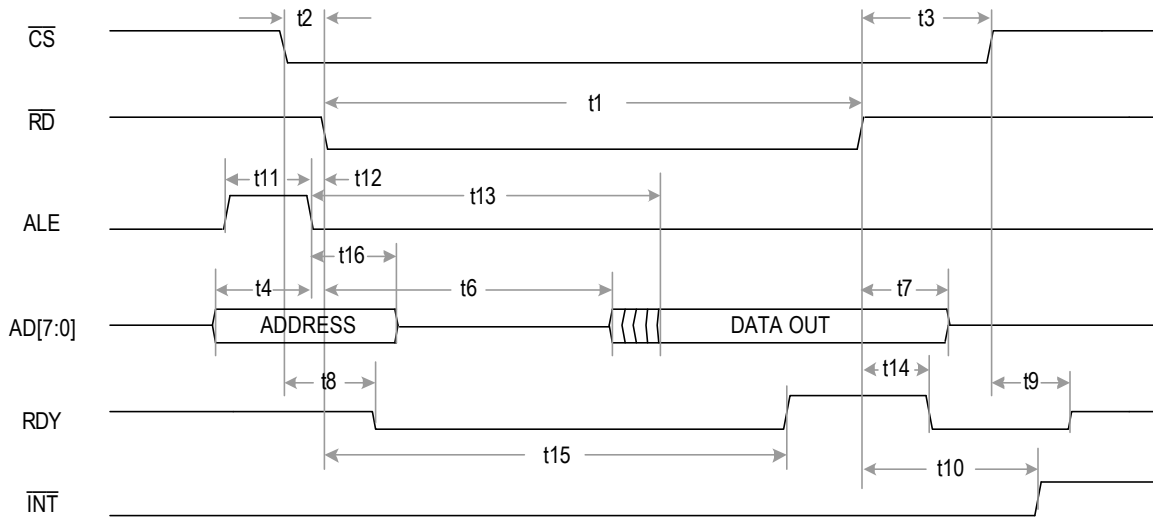 t2
t3
CS
t1
RD
t11
t12
t13
ALE
t16
t4
t6
t7
AD[7:0]
ADDRESS
DATA OUT
t8
t14
t9
RDY
t15
t10
INT